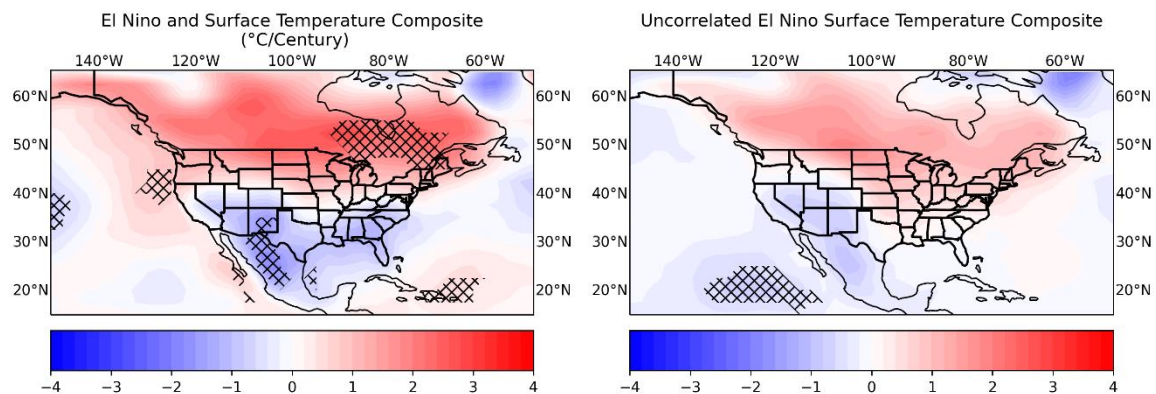 El Nino and Surface Temperature Composite
(°C/Century)
140°W 120°W 100°W 80°W 60°W
60°N 60°N
50°N 50°N
40°N 40°N
30°N 30°N
20°N 20°N
−4 −3 −2 −1 0 1 2 3 4
Uncorrelated El Nino Surface Temperature Composite
140°W 120°W 100°W 80°W 60°W
60°N 60°N
50°N 50°N
40°N 40°N
30°N 30°N
20°N 20°N
−4 −3 −2 −1 0 1 2 3 4